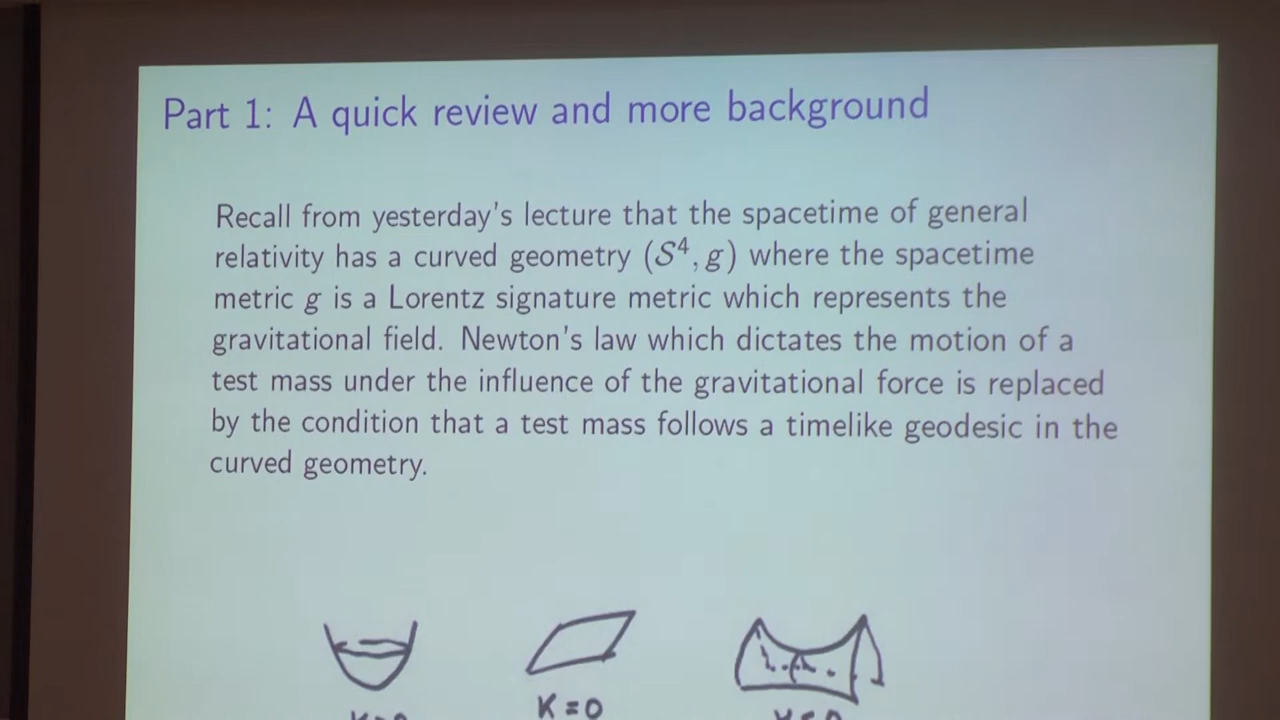 Part 1: A quick review and more background
Recall from yesterday's lecture that the spacetime of general
relativity has a curved geometry (S⁴, g) where the spacetime
metric g is a Lorentz signature metric which represents the
gravitational field. Newton's law which dictates the motion of a
test mass under the influence of the gravitational force is replaced
by the condition that a test mass follows a timelike geodesic in the
curved geometry.
K=0